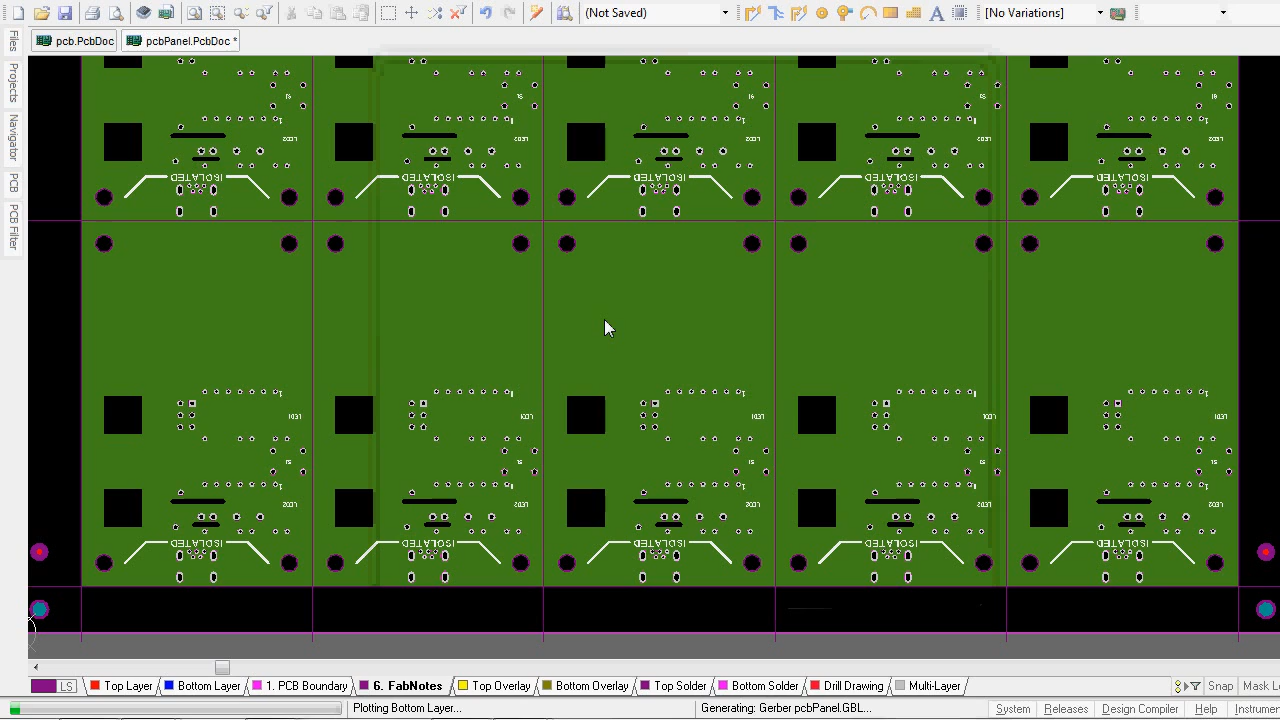 (Not Saved) [No Variations]
pcb.PcbDoc pcbPanel.PcbDoc *
Files
Projects
Navigator
PCB
PCB Filter
ISOLATED ISOLATED ISOLATED ISOLATED ISOLATED
ISOLATED ISOLATED ISOLATED ISOLATED ISOLATED
LS Top Layer Bottom Layer 1. PCB Boundary 6. FabNotes Top Overlay Bottom Overlay Top Solder Bottom Solder Drill Drawing Multi-Layer Snap Mask L
Plotting Bottom Layer... Generating: Gerber pcbPanel.GBL... System Releases Design Compiler Help Instrumen